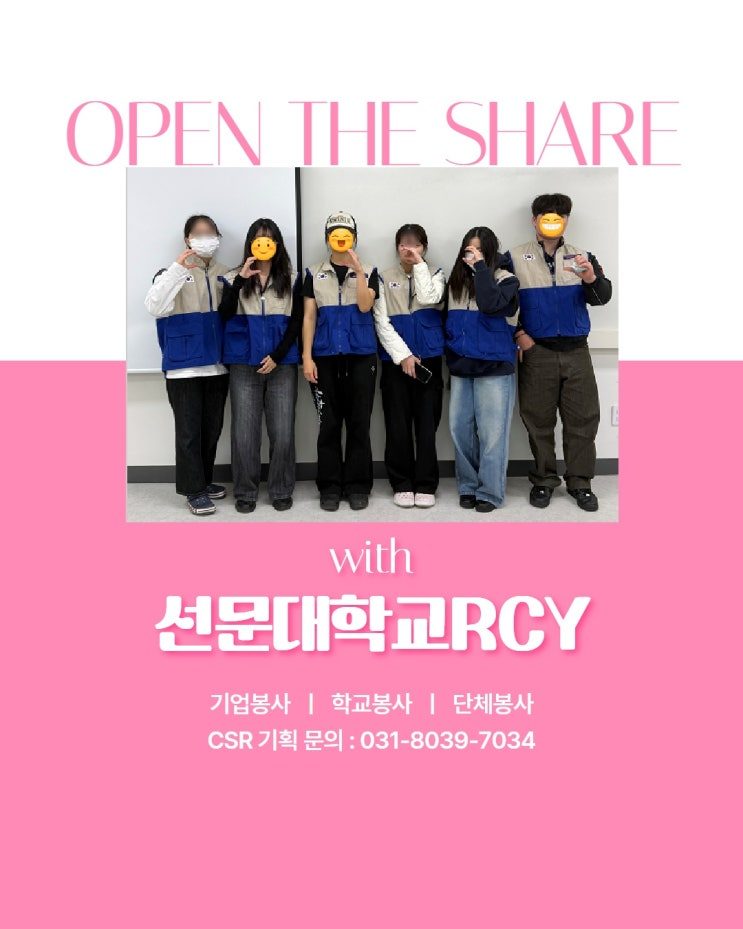 OPEN THE SHARE
with
선문대학교RCY
기업봉사 | 학교봉사 | 단체봉사
CSR 기획 문의 : 031-8039-7034